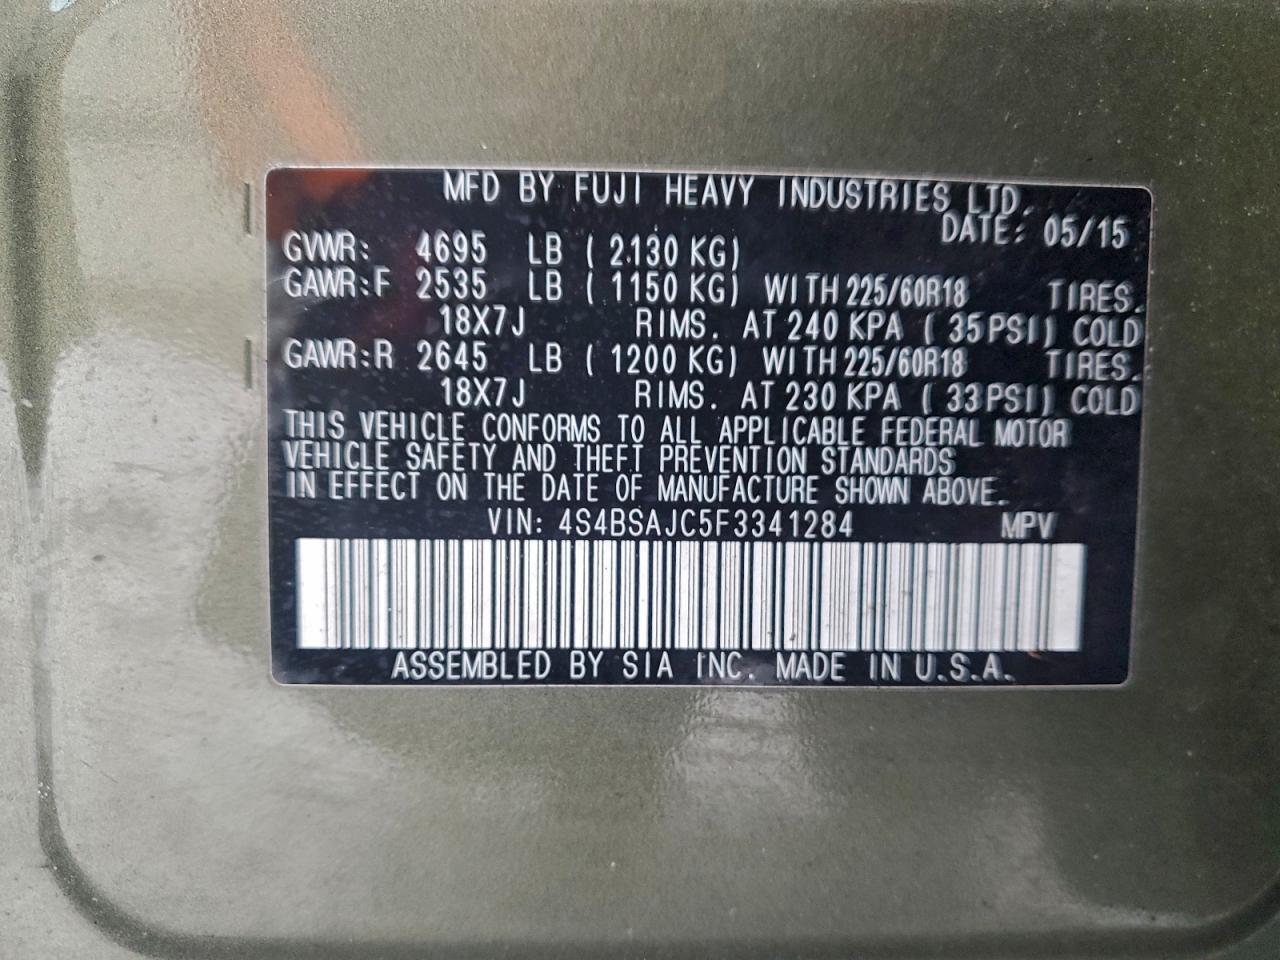 MFD BY FUJI HEAVY INDUSTRIES LTD.
DATE: 05/15
GVWR: 4695 LB ( 2130 KG)
GAWR:F 2535 LB ( 1150 KG) WITH 225/60R18 TIRES.
18X7J RIMS. AT 240 KPA ( 35PSI) COLD
GAWR:R 2645 LB ( 1200 KG) WITH 225/60R18 TIRES.
18X7J RIMS. AT 230 KPA ( 33PSI) COLD
THIS VEHICLE CONFORMS TO ALL APPLICABLE FEDERAL MOTOR
VEHICLE SAFETY AND THEFT PREVENTION STANDARDS
IN EFFECT ON THE DATE OF MANUFACTURE SHOWN ABOVE.
VIN: 4S4BSAJC5F3341284 MPV
ASSEMBLED BY SIA INC. MADE IN U.S.A.